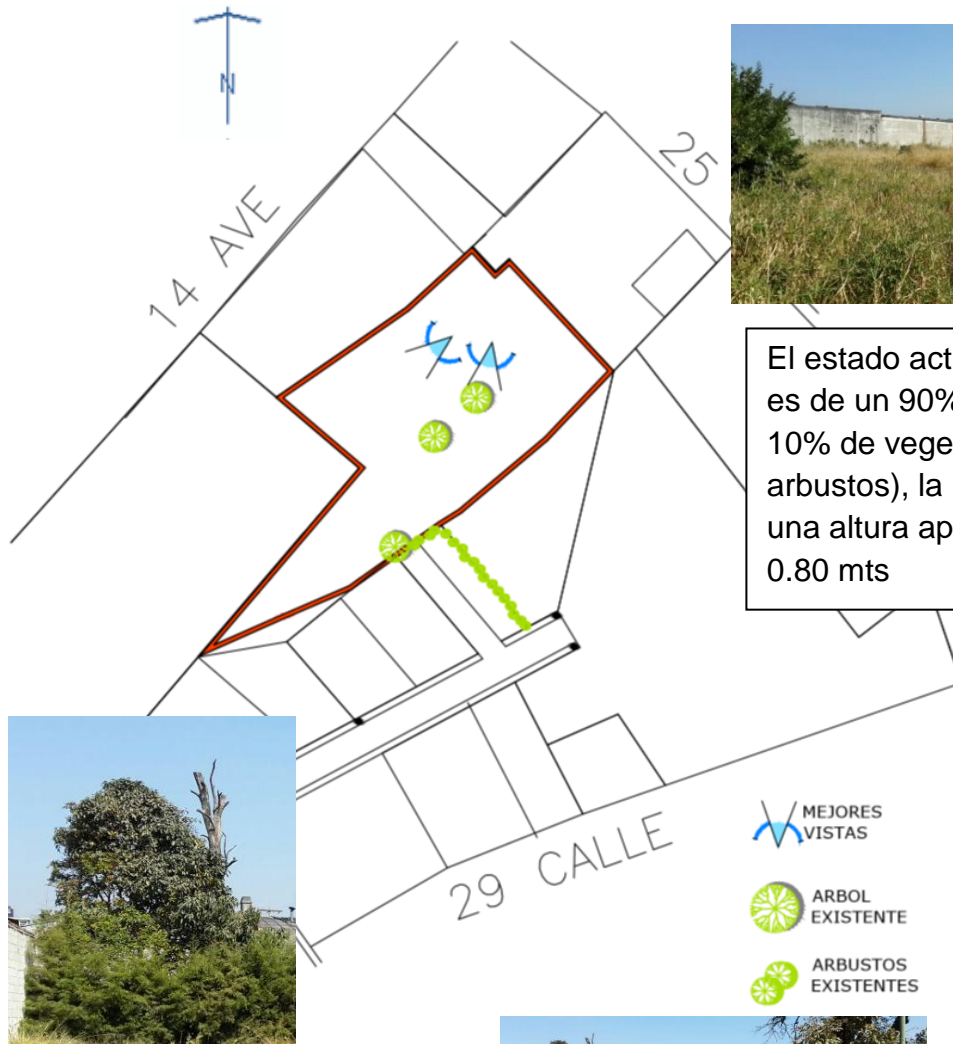 N
14 AVE
25
El estado act
es de un 90%
10% de vege
arbustos), la
una altura ap
0.80 mts
29 CALLE
MEJORES
VISTAS
ARBOL
EXISTENTE
ARBUSTOS
EXISTENTES